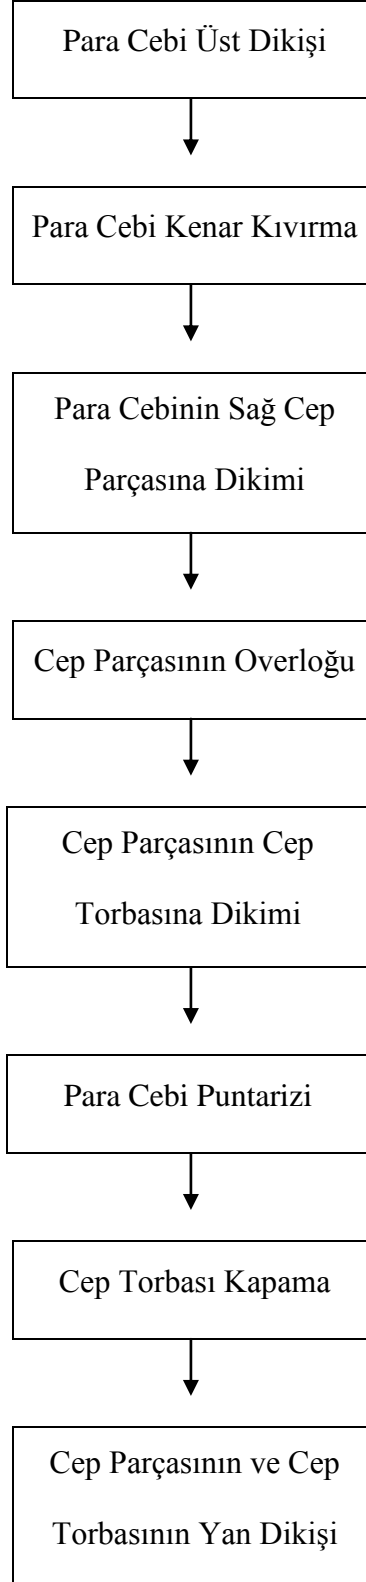 Para Cebi Üst Dikişi
Para Cebi Kenar Kıvırma
Para Cebinin Sağ Cep
Parçasına Dikimi
Cep Parçasının Overloğu
Cep Parçasının Cep
Torbasına Dikimi
Para Cebi Puntarizi
Cep Torbası Kapama
Cep Parçasının ve Cep
Torbasının Yan Dikişi